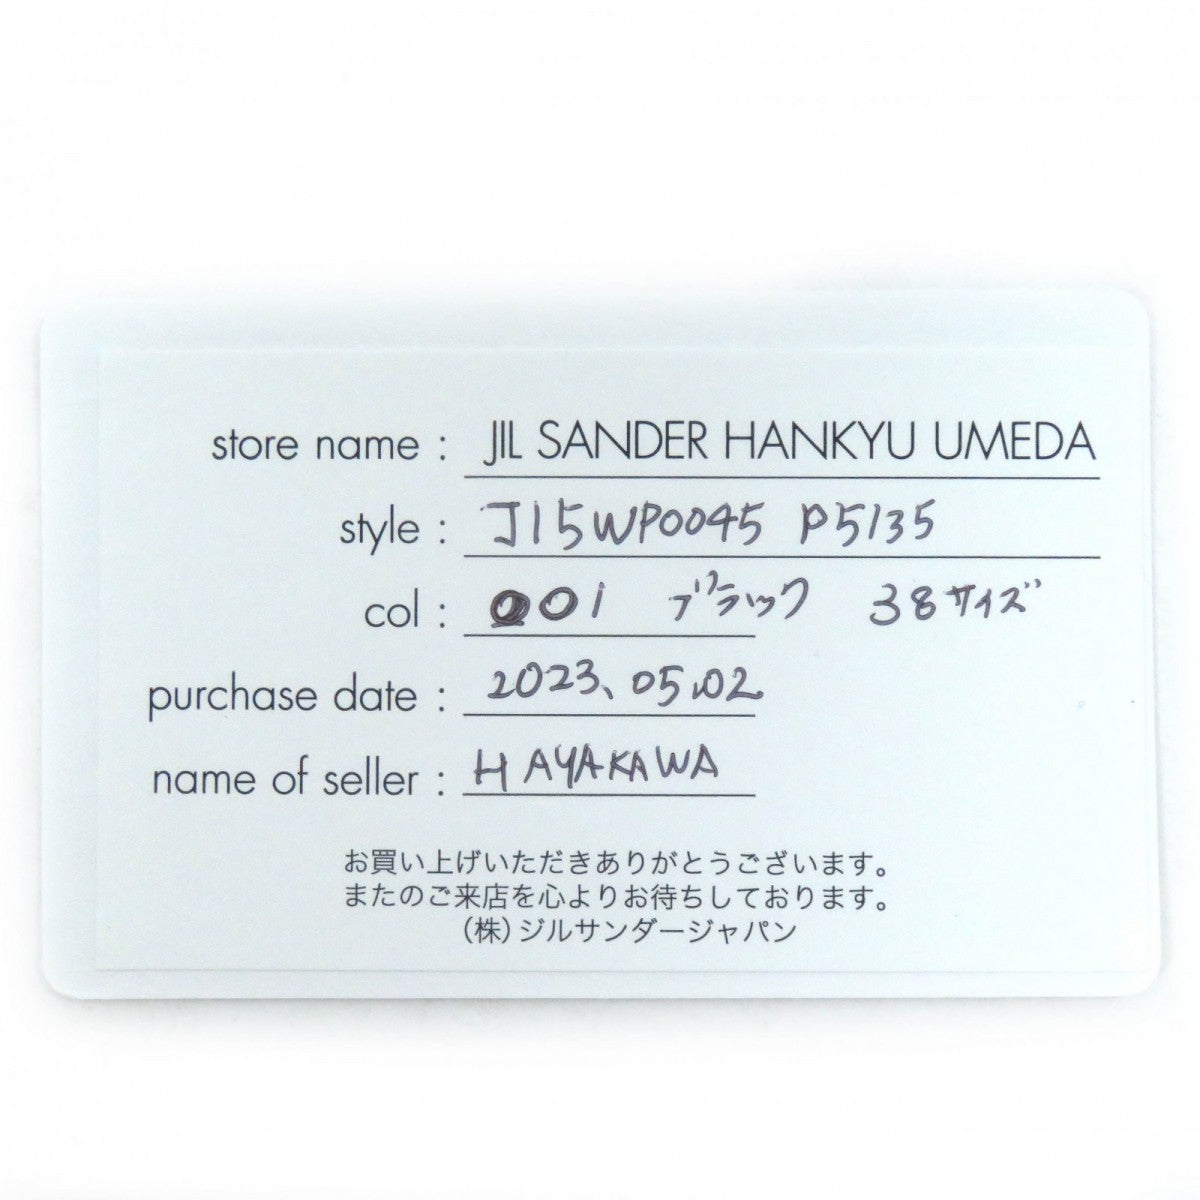 store name : JIL SANDER HANKYU UMEDA
style : J15WP0045 P5135
col : 001 ブラック 38サイズ
purchase date : 2023.05.02
name of seller : HAYAKAWA
お買い上げいただきありがとうございます。
またのご来店を心よりお待ちしております。
(株)ジルサンダージャパン